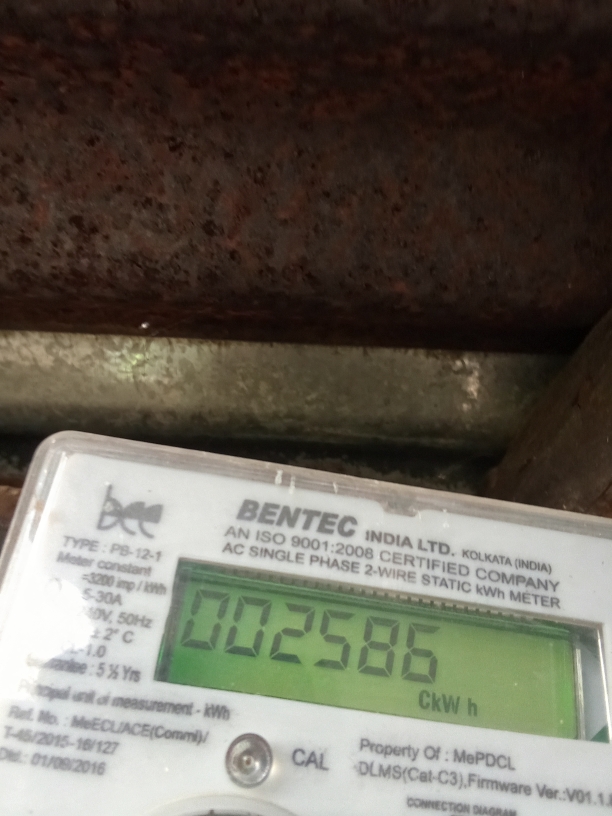 bee
BENTEC INDIA LTD. KOLKATA (INDIA)
AN ISO 9001:2008 CERTIFIED COMPANY
AC SINGLE PHASE 2-WIRE STATIC kWh METER
TYPE : PB-12-1
Meter constant
=3200 imp / kWh
5-30A
50Hz
± 2° C
1.0
: 5 ½ Yrs
002586
CkW h
Principal unit of measurement - kWh
Ref. No. : MeECL/ACE(Comml)/
T-45/2015-16/127
Dtd.: 01/09/2016
CAL
Property Of : MePDCL
DLMS(Cat-C3),Firmware Ver.:V01.1
CONNECTION DIAGRAM